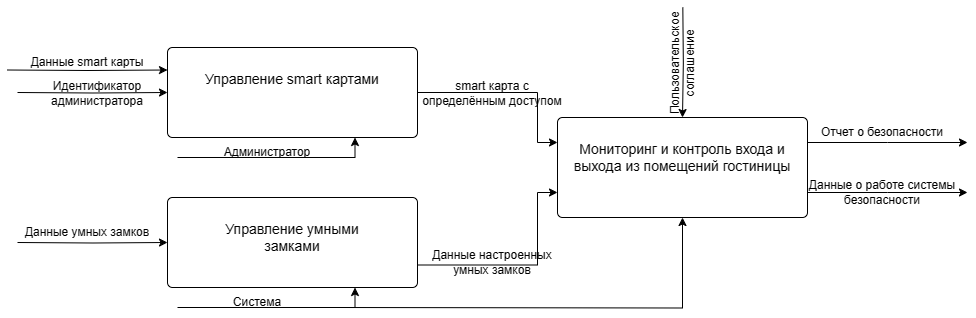 Данные smart карты
Идентификатор
администратора
Управление smart картами
Администратор
smart карта с
определённым доступом
Пользовательское
соглашение
Мониторинг и контроль входа и
выхода из помещений гостиницы
Отчет о безопасности
Данные о работе системы
безопасности
Данные умных замков
Управление умными
замками
Данные настроенных
умных замков
Система